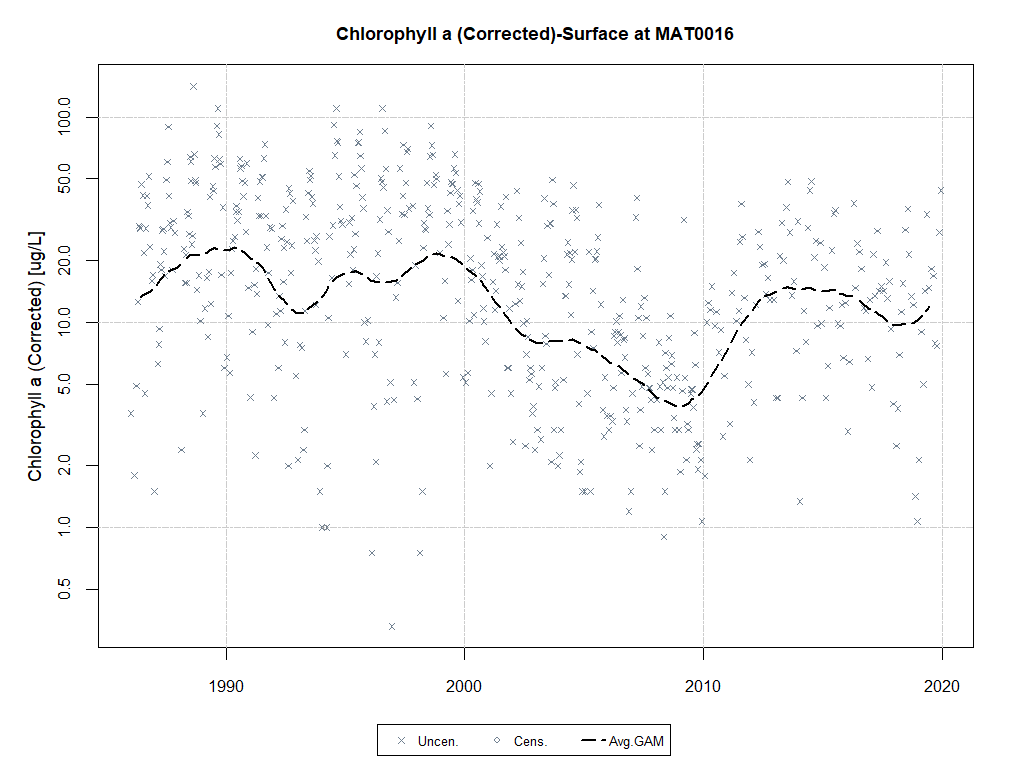 Chlorophyll a (Corrected)-Surface at MAT0016
Chlorophyll a (Corrected) [ug/L]
100.0
50.0
20.0
10.0
5.0
2.0
1.0
0.5
1990 2000 2010 2020
Uncen. Cens. Avg.GAM